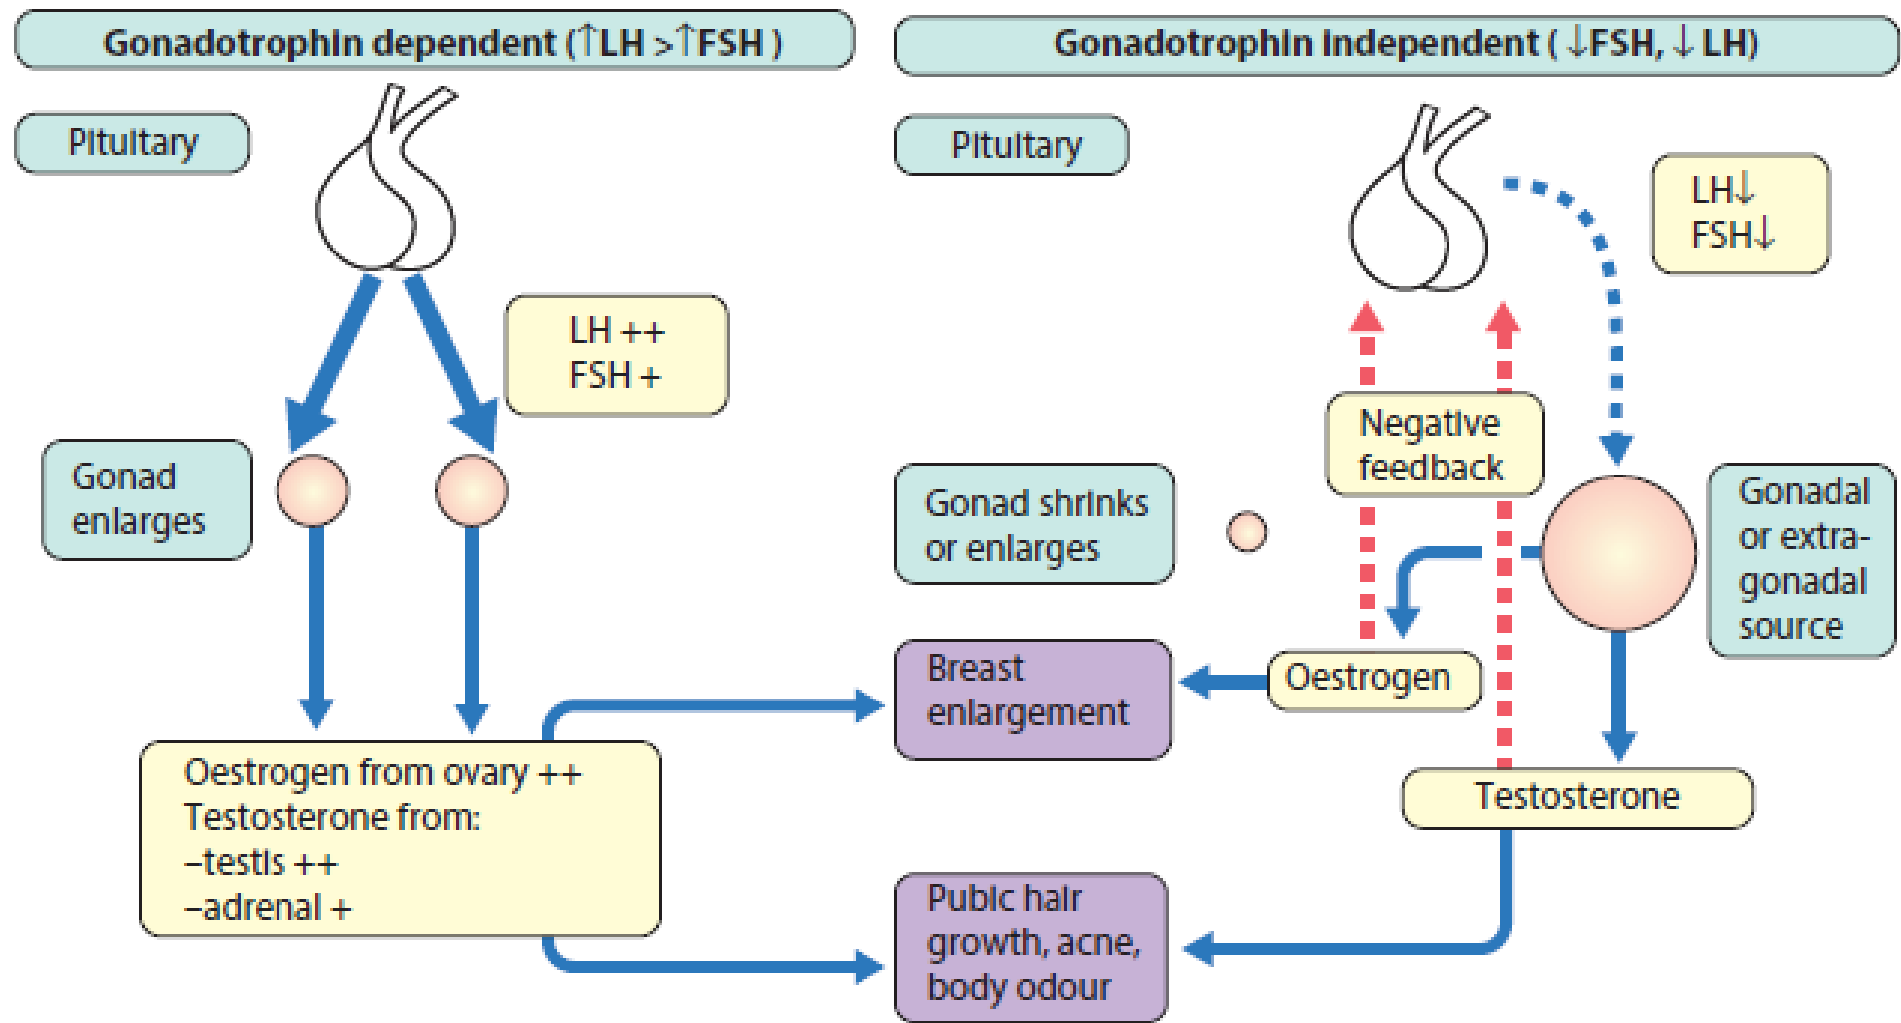 Gonadotrophin dependent (↑LH >↑FSH )
Pituitary
LH ++
FSH +
Gonad
enlarges
Oestrogen from ovary ++
Testosterone from:
–testis ++
–adrenal +
Gonadotrophin independent ( ↓FSH, ↓ LH)
Pituitary
LH↓
FSH↓
Negative
feedback
Gonad shrinks
or enlarges
Gonadal
or extra-
gonadal
source
Breast
enlargement
Oestrogen
Testosterone
Pubic hair
growth, acne,
body odour